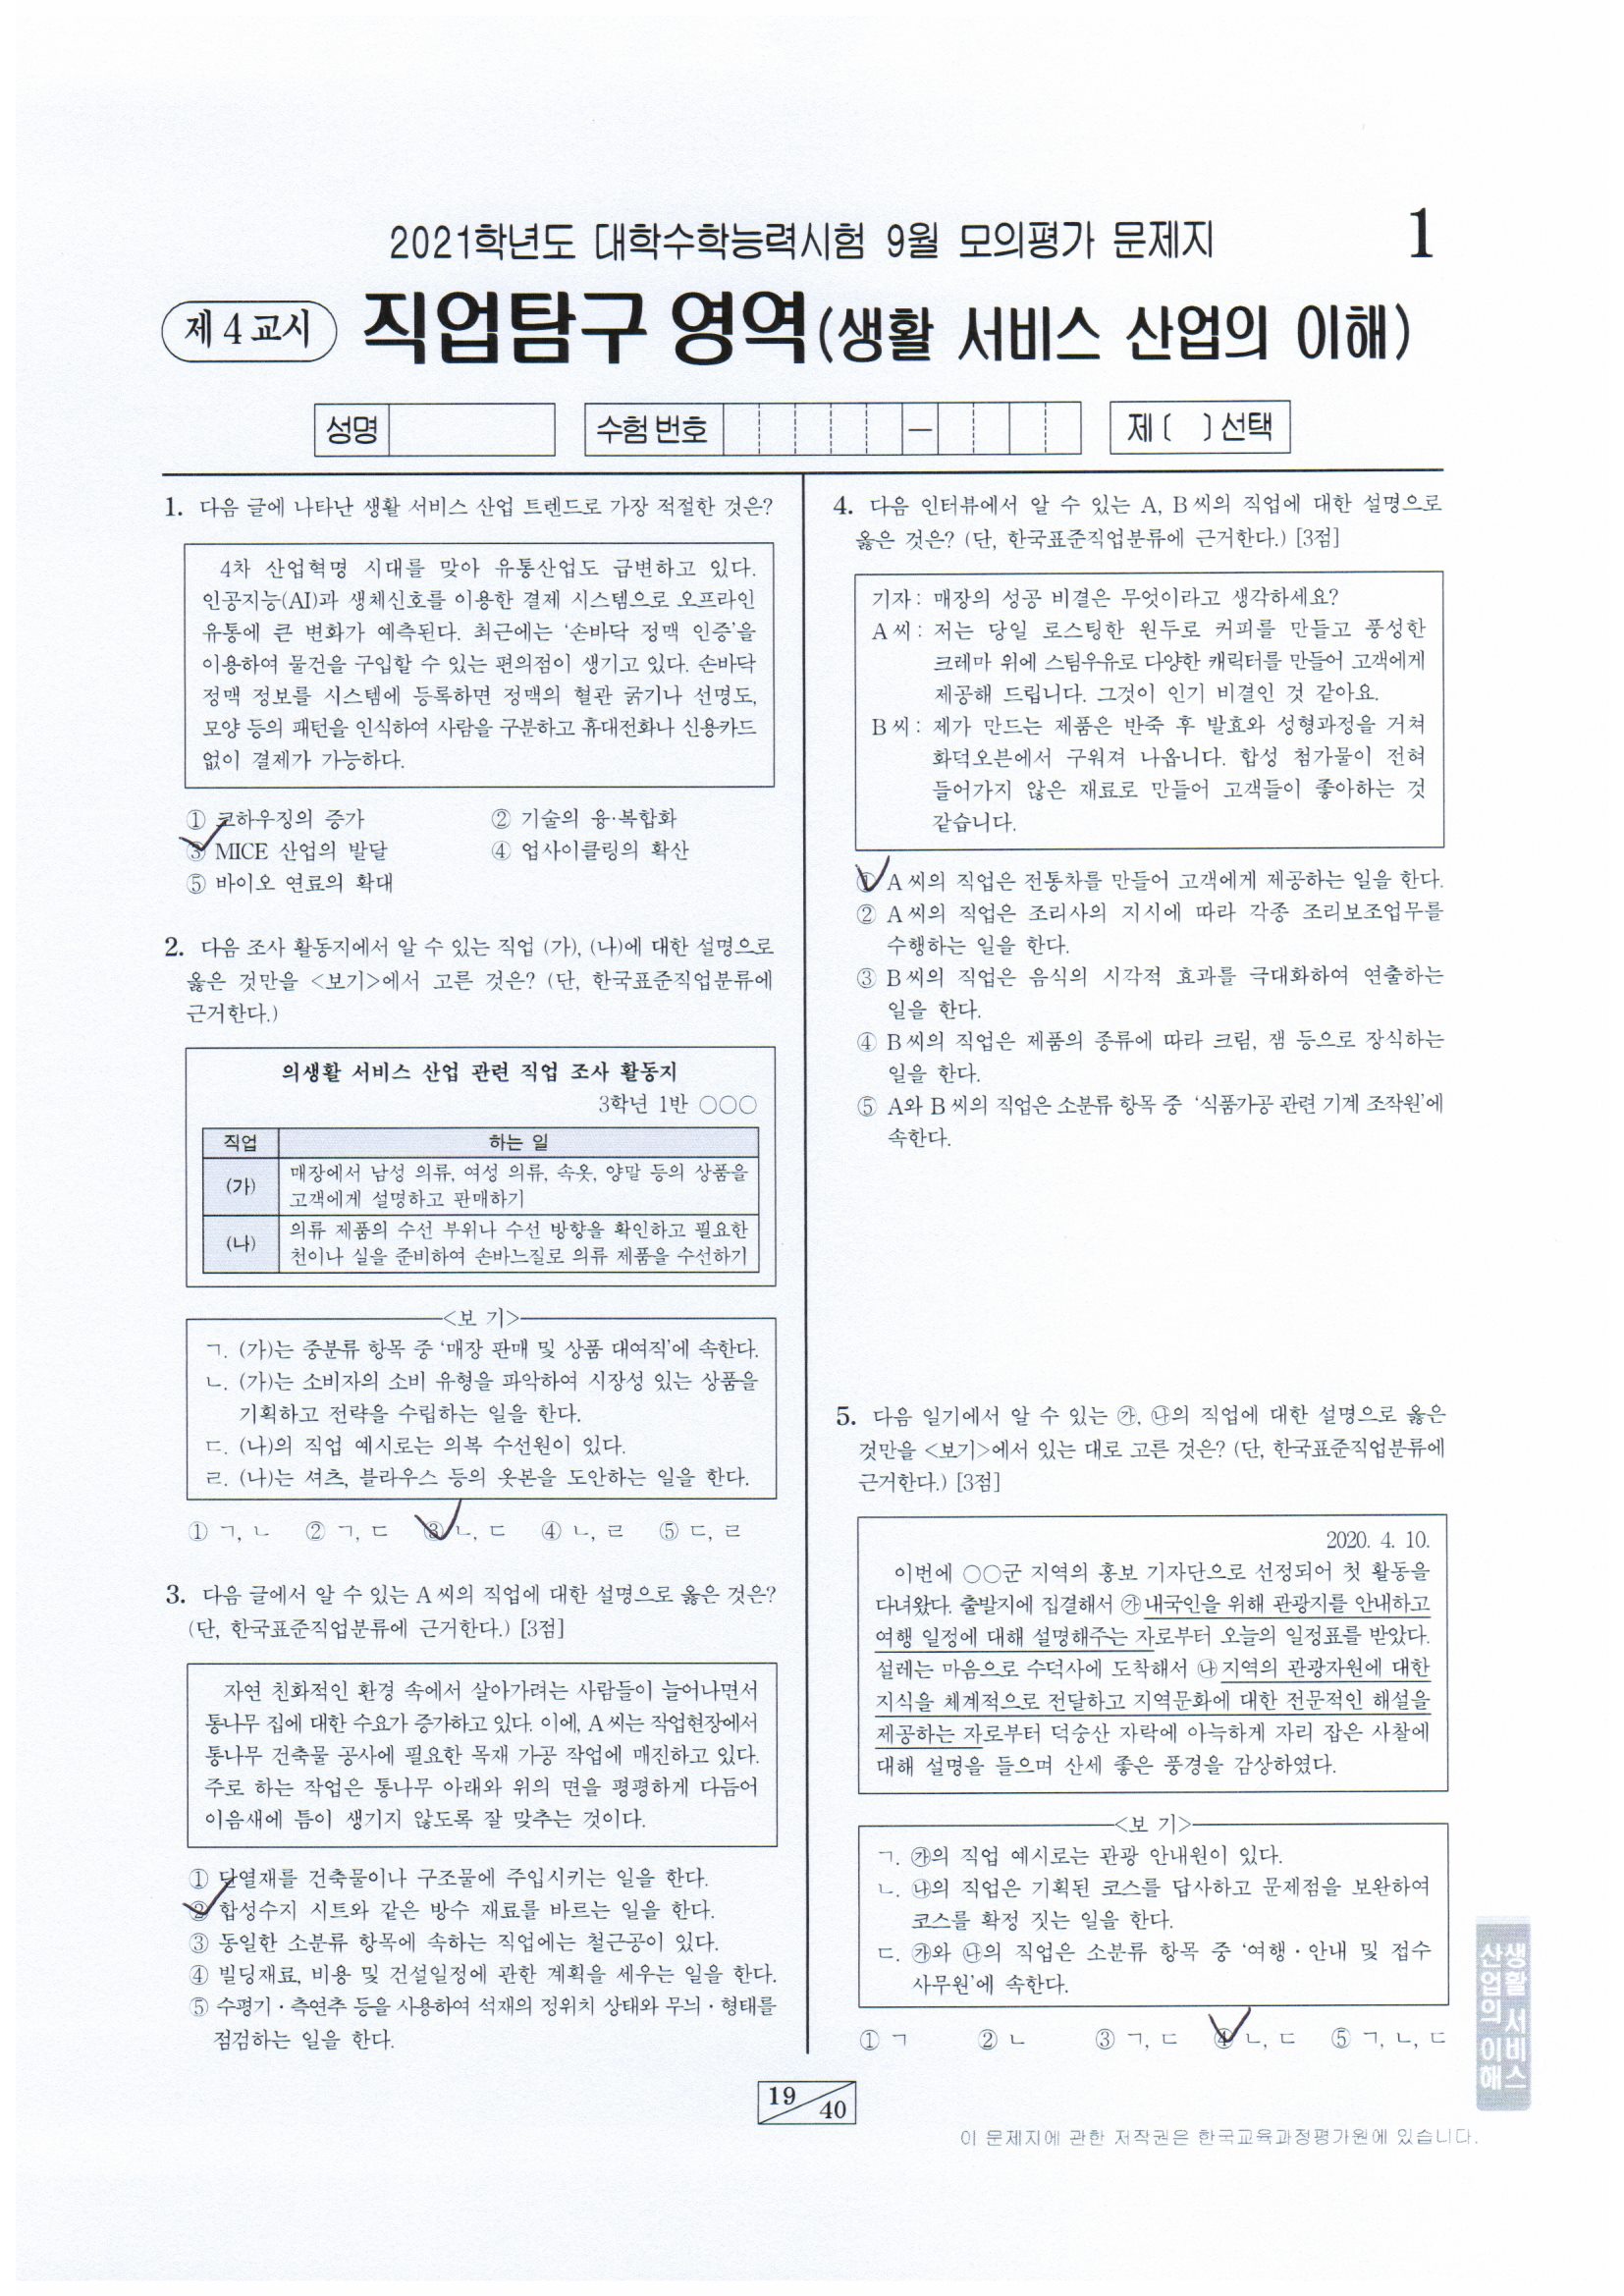 2021학년도 대학수학능력시험 9월 모의평가 문제지
1
제 4 교시
직업탐구 영역(생활 서비스 산업의 이해)
성명
수험 번호
—
제 [ ] 선택
1. 다음 글에 나타난 생활 서비스 산업 트렌드로 가장 적절한 것은?
4차 산업혁명 시대를 맞아 유통산업도 급변하고 있다.
인공지능(AI)과 생체신호를 이용한 결제 시스템으로 오프라인
유통에 큰 변화가 예측된다. 최근에는 ‘손바닥 정맥 인증’을
이용하여 물건을 구입할 수 있는 편의점이 생기고 있다. 손바닥
정맥 정보를 시스템에 등록하면 정맥의 혈관 굵기나 선명도,
모양 등의 패턴을 인식하여 사람을 구분하고 휴대전화나 신용카드
없이 결제가 가능하다.
① 코하우징의 증가 ② 기술의 융·복합화
③ MICE 산업의 발달 ④ 업사이클링의 확산
⑤ 바이오 연료의 확대
2. 다음 조사 활동지에서 알 수 있는 직업 (가), (나)에 대한 설명으로
옳은 것만을 <보기>에서 고른 것은? (단, 한국표준직업분류에
근거한다.)
의생활 서비스 산업 관련 직업 조사 활동지
3학년 1반 ○○○
직업 하는 일
(가) 매장에서 남성 의류, 여성 의류, 속옷, 양말 등의 상품을
고객에게 설명하고 판매하기
(나) 의류 제품의 수선 부위나 수선 방향을 확인하고 필요한
천이나 실을 준비하여 손바느질로 의류 제품을 수선하기
<보 기>
ㄱ. (가)는 중분류 항목 중 ‘매장 판매 및 상품 대여직’에 속한다.
ㄴ. (가)는 소비자의 소비 유형을 파악하여 시장성 있는 상품을
기획하고 전략을 수립하는 일을 한다.
ㄷ. (나)의 직업 예시로는 의복 수선원이 있다.
ㄹ. (나)는 셔츠, 블라우스 등의 옷본을 도안하는 일을 한다.
① ㄱ, ㄴ ② ㄱ, ㄷ ③ ㄴ, ㄷ ④ ㄴ, ㄹ ⑤ ㄷ, ㄹ
3. 다음 글에서 알 수 있는 A 씨의 직업에 대한 설명으로 옳은 것은?
(단, 한국표준직업분류에 근거한다.) [3점]
자연 친화적인 환경 속에서 살아가려는 사람들이 늘어나면서
통나무 집에 대한 수요가 증가하고 있다. 이에, A 씨는 작업현장에서
통나무 건축물 공사에 필요한 목재 가공 작업에 매진하고 있다.
주로 하는 작업은 통나무 아래와 위의 면을 평평하게 다듬어
이음새에 틈이 생기지 않도록 잘 맞추는 것이다.
① 단열재를 건축물이나 구조물에 주입시키는 일을 한다.
② 합성수지 시트와 같은 방수 재료를 바르는 일을 한다.
③ 동일한 소분류 항목에 속하는 직업에는 철근공이 있다.
④ 빌딩재료, 비용 및 건설일정에 관한 계획을 세우는 일을 한다.
⑤ 수평기·측연추 등을 사용하여 석재의 정위치 상태와 무늬·형태를
점검하는 일을 한다.
4. 다음 인터뷰에서 알 수 있는 A, B 씨의 직업에 대한 설명으로
옳은 것은? (단, 한국표준직업분류에 근거한다.) [3점]
기자 : 매장의 성공 비결은 무엇이라고 생각하세요?
A 씨 : 저는 당일 로스팅한 원두로 커피를 만들고 풍성한
크레마 위에 스팀우유로 다양한 캐릭터를 만들어 고객에게
제공해 드립니다. 그것이 인기 비결인 것 같아요.
B 씨 : 제가 만드는 제품은 반죽 후 발효와 성형과정을 거쳐
화덕오븐에서 구워져 나옵니다. 합성 첨가물이 전혀
들어가지 않은 재료로 만들어 고객들이 좋아하는 것
같습니다.
① A 씨의 직업은 전통차를 만들어 고객에게 제공하는 일을 한다.
② A 씨의 직업은 조리사의 지시에 따라 각종 조리보조업무를
수행하는 일을 한다.
③ B 씨의 직업은 음식의 시각적 효과를 극대화하여 연출하는
일을 한다.
④ B 씨의 직업은 제품의 종류에 따라 크림, 잼 등으로 장식하는
일을 한다.
⑤ A와 B 씨의 직업은 소분류 항목 중 ‘식품가공 관련 기계 조작원’에
속한다.
5. 다음 일기에서 알 수 있는 ㉮, ㉯의 직업에 대한 설명으로 옳은
것만을 <보기>에서 있는 대로 고른 것은? (단, 한국표준직업분류에
근거한다.) [3점]
2020. 4. 10.
이번에 ○○군 지역의 홍보 기자단으로 선정되어 첫 활동을
다녀왔다. 출발지에 집결해서 ㉮내국인을 위해 관광지를 안내하고
여행 일정에 대해 설명해주는 자로부터 오늘의 일정표를 받았다.
설레는 마음으로 수덕사에 도착해서 ㉯지역의 관광자원에 대한
지식을 체계적으로 전달하고 지역문화에 대한 전문적인 해설을
제공하는 자로부터 덕숭산 자락에 아늑하게 자리 잡은 사찰에
대해 설명을 들으며 산세 좋은 풍경을 감상하였다.
<보 기>
ㄱ. ㉮의 직업 예시로는 관광 안내원이 있다.
ㄴ. ㉯의 직업은 기획된 코스를 답사하고 문제점을 보완하여
코스를 확정 짓는 일을 한다.
ㄷ. ㉮와 ㉯의 직업은 소분류 항목 중 ‘여행·안내 및 접수
사무원’에 속한다.
① ㄱ ② ㄴ ③ ㄱ, ㄷ ④ ㄴ, ㄷ ⑤ ㄱ, ㄴ, ㄷ
생활 서비스
산업의 이해
19 40
이 문제지에 관한 저작권은 한국교육과정평가원에 있습니다.